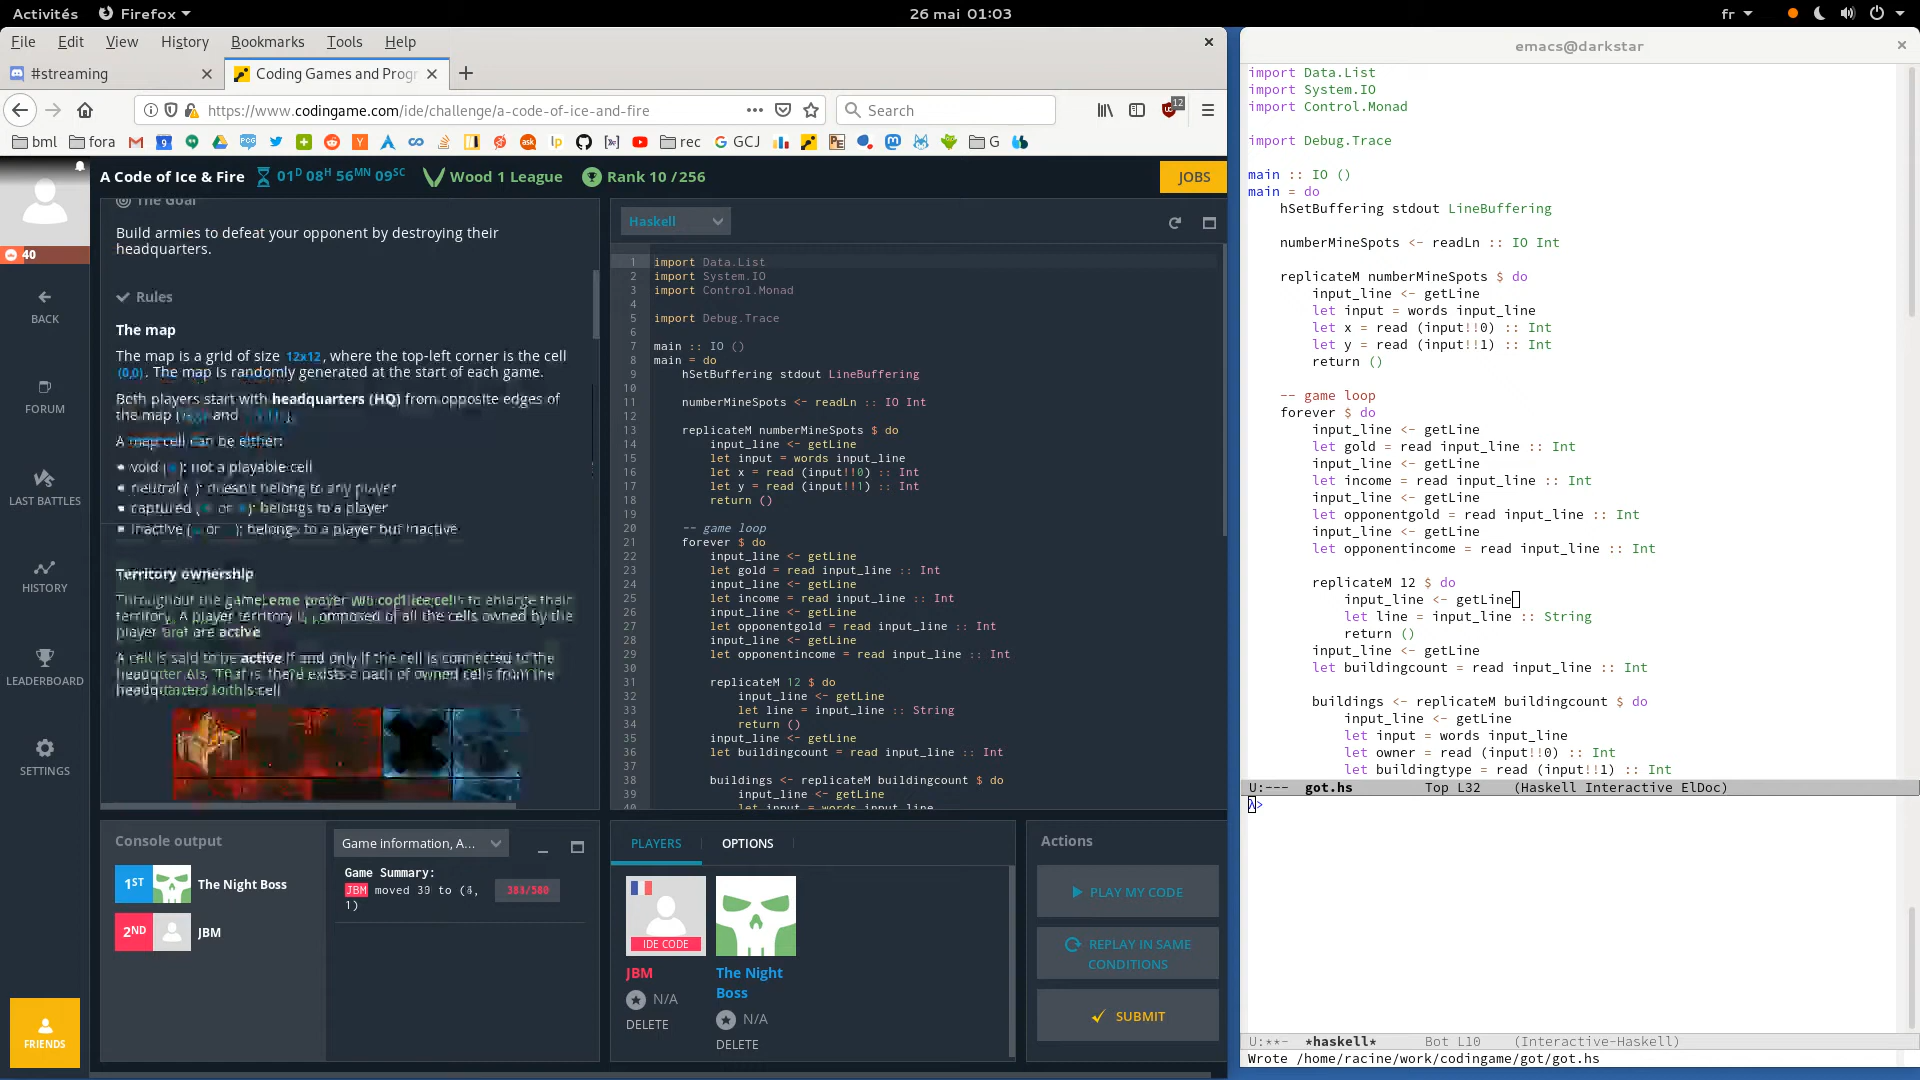 Activités
Firefox
26 mai 01:03
fr
File Edit View History Bookmarks Tools Help
#streaming
Coding Games and Progr
https://www.codingame.com/ide/challenge/a-code-of-ice-and-fire
Search
12
bml
fora
rec
GCJ
G
A Code of Ice & Fire
01D 08H 56MN 09SC
Wood 1 League
Rank 10 / 256
JOBS
40
BACK
FORUM
LAST BATTLES
HISTORY
LEADERBOARD
SETTINGS
FRIENDS
The Goal
Build armies to defeat your opponent by destroying their
headquarters.
Rules
The map
The map is a grid of size 12x12, where the top-left corner is the cell
(0,0). The map is randomly generated at the start of each game.
Both players start with headquarters (HQ) from opposite edges of
the map ( and ).
A map cell can be either:
void ( ): not a playable cell
neutral ( ): doesn't belong to any player
captured ( or ): belongs to a player
inactive ( or ): belongs to a player but inactive
Territory ownership
Throughout the game, player will cells to enlarge their
territory. A player territory is composed of all the cells owned by the
player that are active
A cell is said to be active if and only if the cell is connected to the
headquarters. That is, there exists a path of owned cells from the
headquarters to this cell
Haskell
1 import Data.List
2 import System.IO
3 import Control.Monad
4
5 import Debug.Trace
6
7 main :: IO ()
8 main = do
9 hSetBuffering stdout LineBuffering
10
11 numberMineSpots <- readLn :: IO Int
12
13 replicateM numberMineSpots $ do
14 input_line <- getLine
15 let input = words input_line
16 let x = read (input!!0) :: Int
17 let y = read (input!!1) :: Int
18 return ()
19
20 -- game loop
21 forever $ do
22 input_line <- getLine
23 let gold = read input_line :: Int
24 input_line <- getLine
25 let income = read input_line :: Int
26 input_line <- getLine
27 let opponentgold = read input_line :: Int
28 input_line <- getLine
29 let opponentincome = read input_line :: Int
30
31 replicateM 12 $ do
32 input_line <- getLine
33 let line = input_line :: String
34 return ()
35 input_line <- getLine
36 let buildingcount = read input_line :: Int
37
38 buildings <- replicateM buildingcount $ do
39 input_line <- getLine
40 let input = words input_line
Console output
1ST The Night Boss
2ND JBM
Game information, A...
Game Summary:
JBM moved 39 to (4,
1)
383/580
PLAYERS
OPTIONS
IDE CODE
JBM
N/A
DELETE
The Night
Boss
N/A
DELETE
Actions
PLAY MY CODE
REPLAY IN SAME
CONDITIONS
SUBMIT
emacs@darkstar
import Data.List
import System.IO
import Control.Monad
import Debug.Trace
main :: IO ()
main = do
hSetBuffering stdout LineBuffering
numberMineSpots <- readLn :: IO Int
replicateM numberMineSpots $ do
input_line <- getLine
let input = words input_line
let x = read (input!!0) :: Int
let y = read (input!!1) :: Int
return ()
-- game loop
forever $ do
input_line <- getLine
let gold = read input_line :: Int
input_line <- getLine
let income = read input_line :: Int
input_line <- getLine
let opponentgold = read input_line :: Int
input_line <- getLine
let opponentincome = read input_line :: Int
replicateM 12 $ do
input_line <- getLine
let line = input_line :: String
return ()
input_line <- getLine
let buildingcount = read input_line :: Int
buildings <- replicateM buildingcount $ do
input_line <- getLine
let input = words input_line
let owner = read (input!!0) :: Int
let buildingtype = read (input!!1) :: Int
U:--- got.hs Top L32 (Haskell Interactive ElDoc)
λ>
U:**- *haskell* Bot L10 (Interactive-Haskell)
Wrote /home/racine/work/codingame/got/got.hs